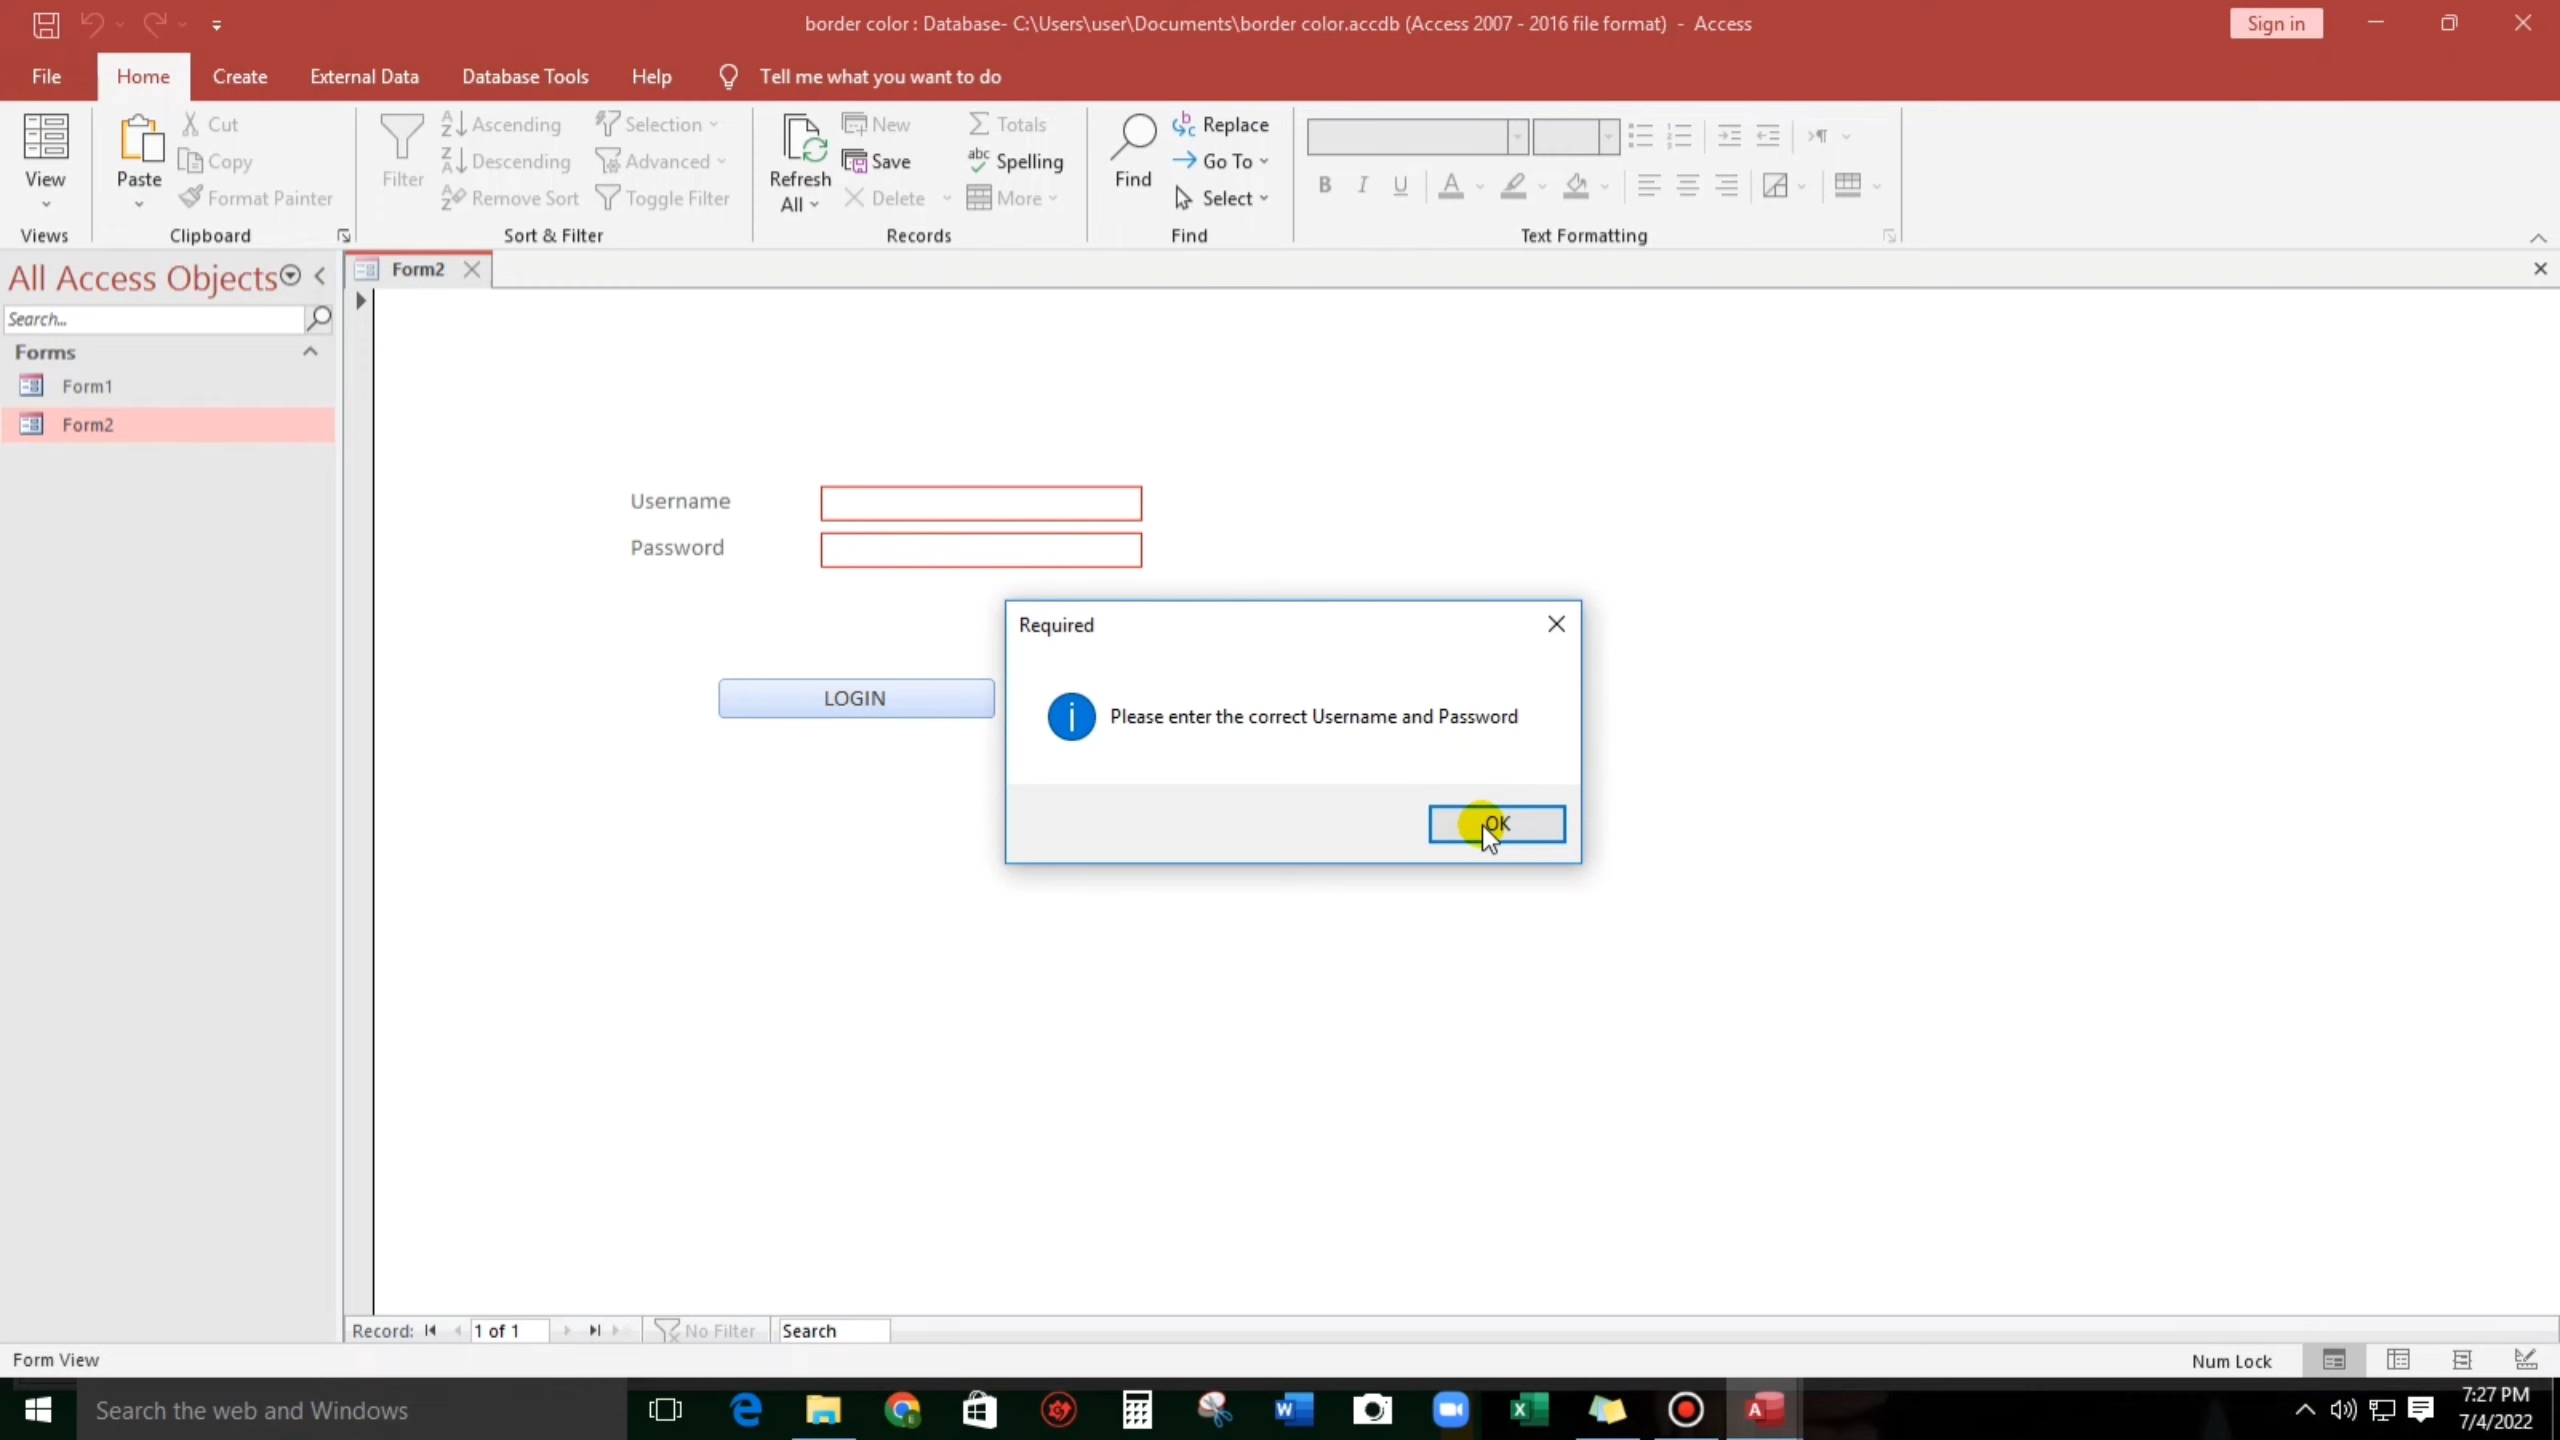 border color : Database- C:\Users\user\Documents\border color.accdb (Access 2007 - 2016 file format) - Access
Sign in
File Home Create External Data Database Tools Help Tell me what you want to do
View
Views
Paste
Cut
Copy
Format Painter
Clipboard
Filter
Ascending
Descending
Remove Sort
Selection
Advanced
Toggle Filter
Sort & Filter
Refresh
All
New
Save
Delete
Totals
Spelling
More
Records
Find
Replace
Go To
Select
Find
B I U A
Text Formatting
All Access Objects
Search...
Forms
Form1
Form2
Form2
Username
Password
LOGIN
Required
Please enter the correct Username and Password
OK
Record: 1 of 1 No Filter Search
Form View
Num Lock
Search the web and Windows
7:27 PM
7/4/2022